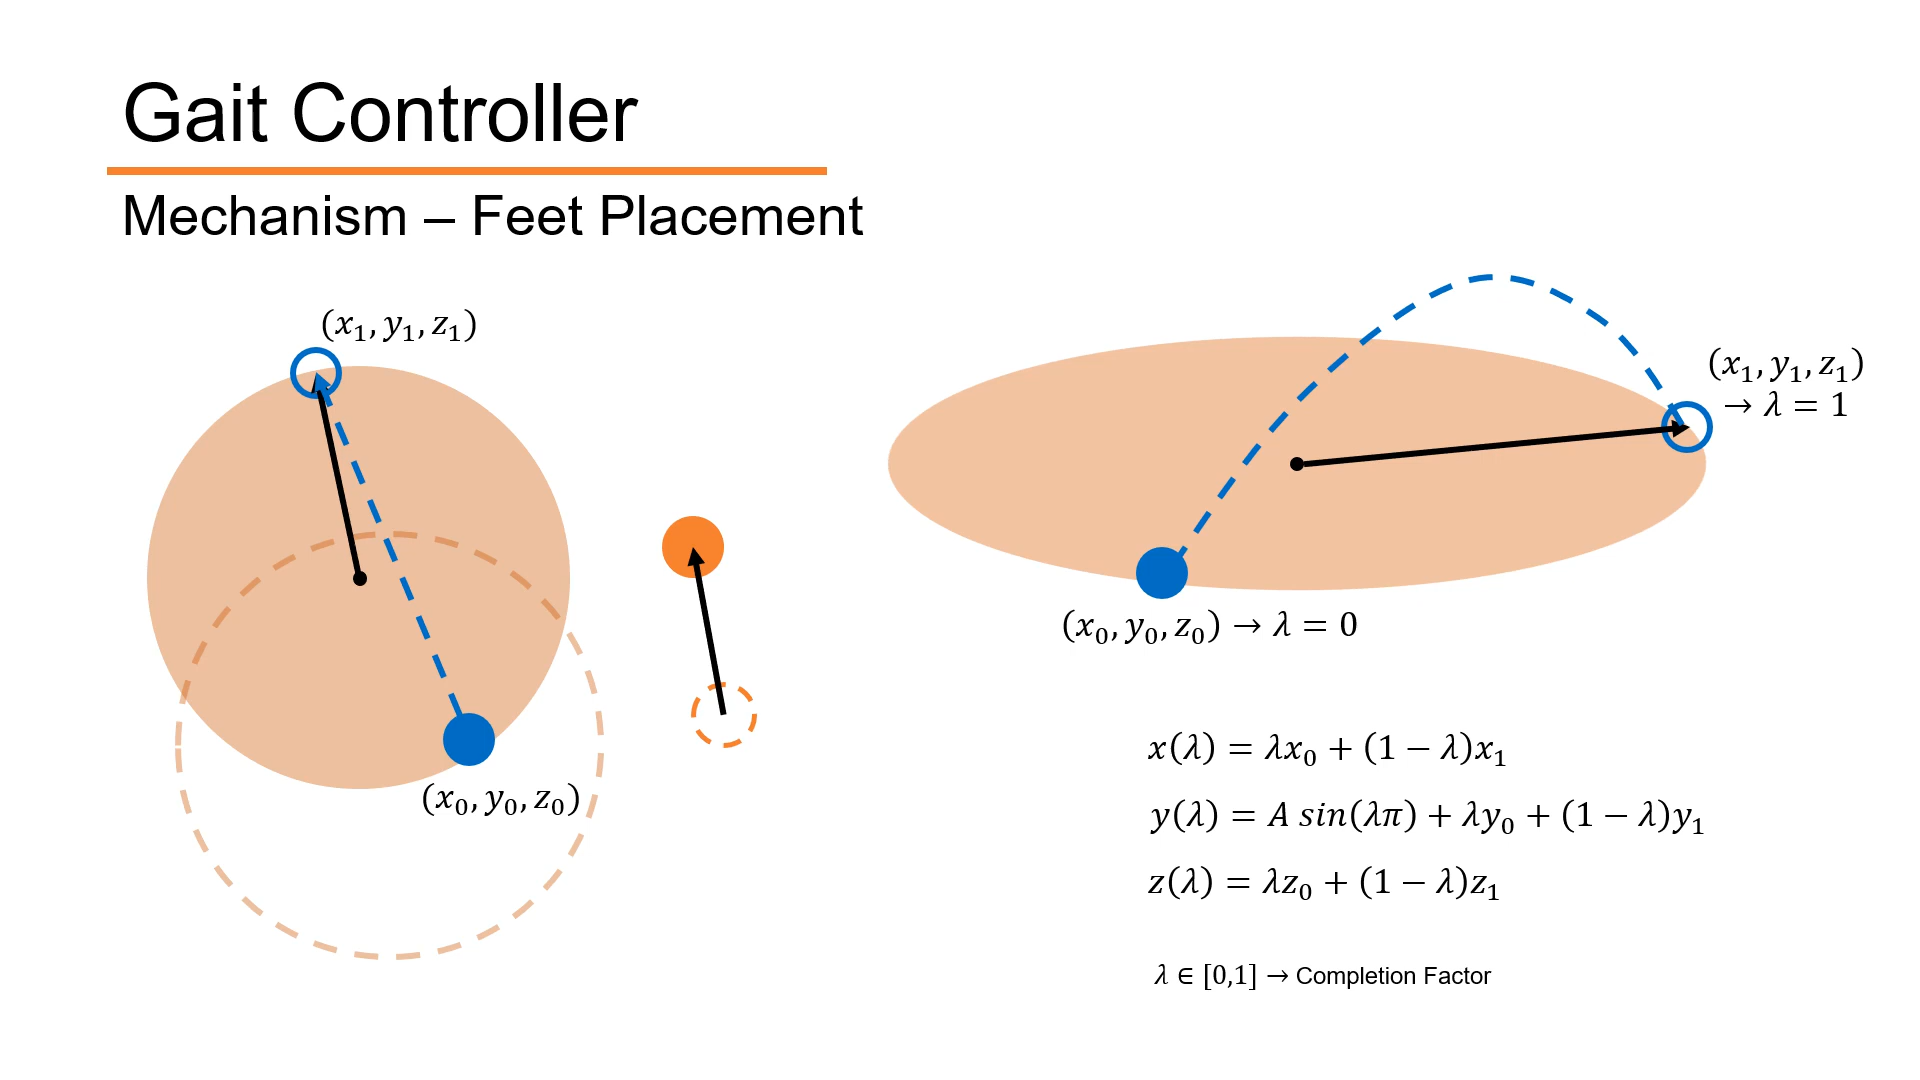 Gait Controller
Mechanism – Feet Placement
(x₁, y₁, z₁)
(x₀, y₀, z₀)
(x₁, y₁, z₁)
→ λ = 1
(x₀, y₀, z₀) → λ = 0
x(λ) = λx₀ + (1 − λ)x₁
y(λ) = A sin(λπ) + λy₀ + (1 − λ)y₁
z(λ) = λz₀ + (1 − λ)z₁
λ ∈ [0,1] → Completion Factor